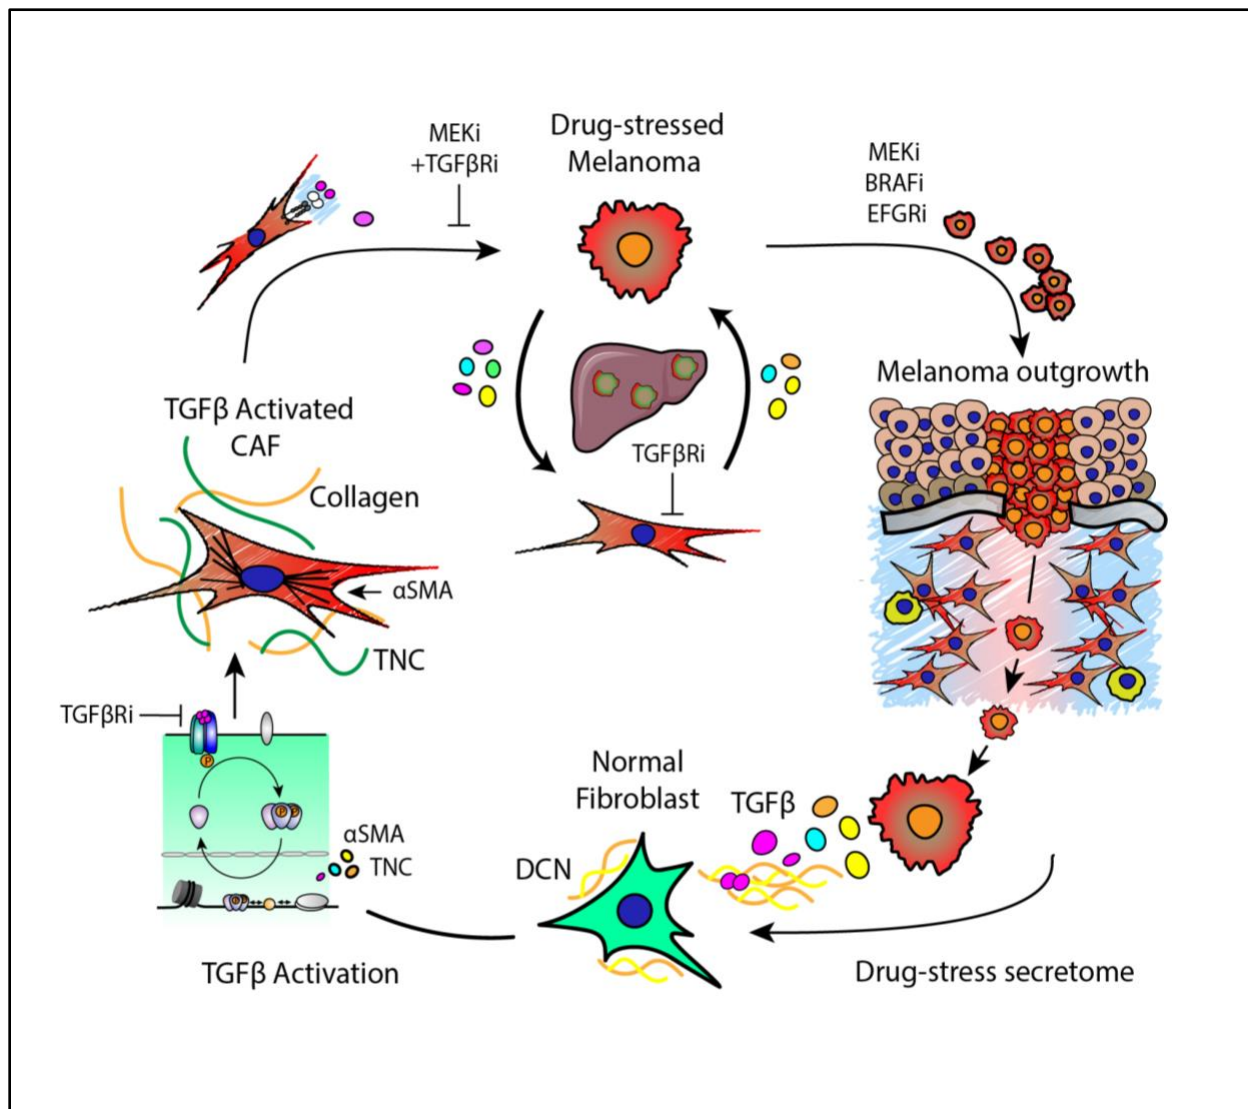 Drug-stressed
Melanoma
MEKi
+TGFβRi
MEKi
BRAFi
EFGRi
Melanoma outgrowth
TGFβRi
TGFβ Activated
CAF
Collagen
αSMA
TNC
TGFβRi
P
P
P
P
αSMA
TNC
TGFβ Activation
Normal
Fibroblast
DCN
TGFβ
Drug-stress secretome